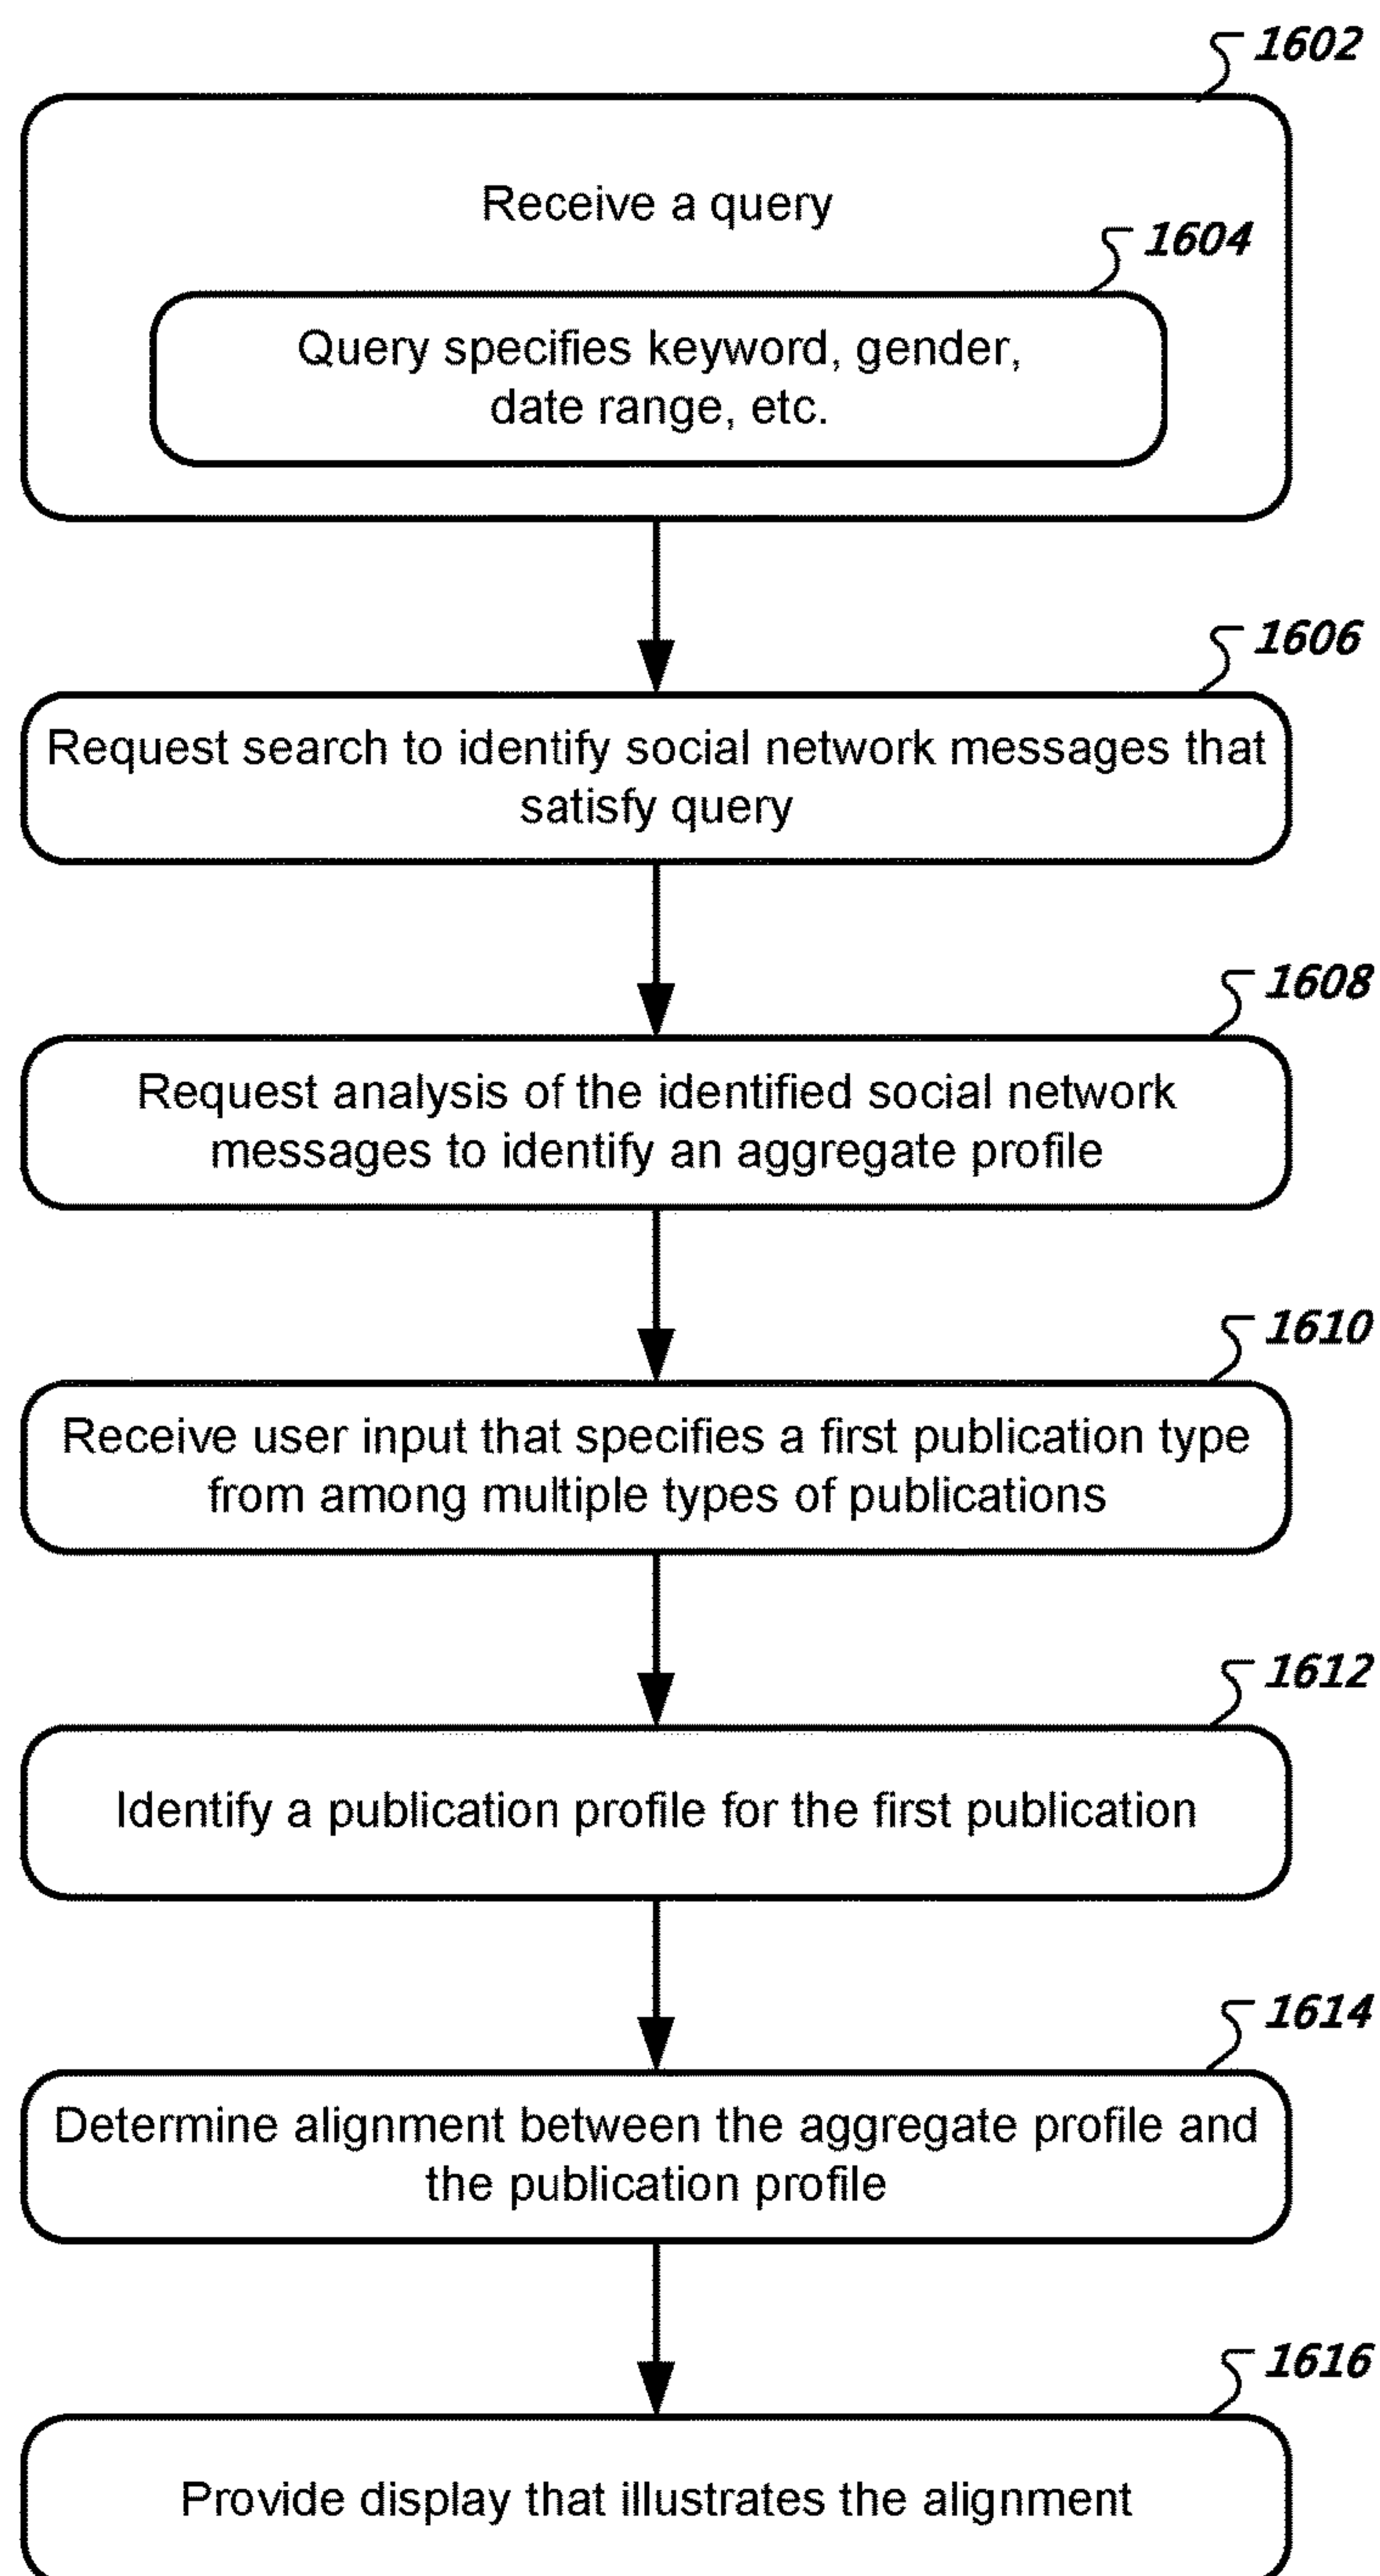 1602
Receive a query
1604
Query specifies keyword, gender,
date range, etc.
1606
Request search to identify social network messages that
satisfy query
1608
Request analysis of the identified social network
messages to identify an aggregate profile
1610
Receive user input that specifies a first publication type
from among multiple types of publications
1612
Identify a publication profile for the first publication
1614
Determine alignment between the aggregate profile and
the publication profile
1616
Provide display that illustrates the alignment